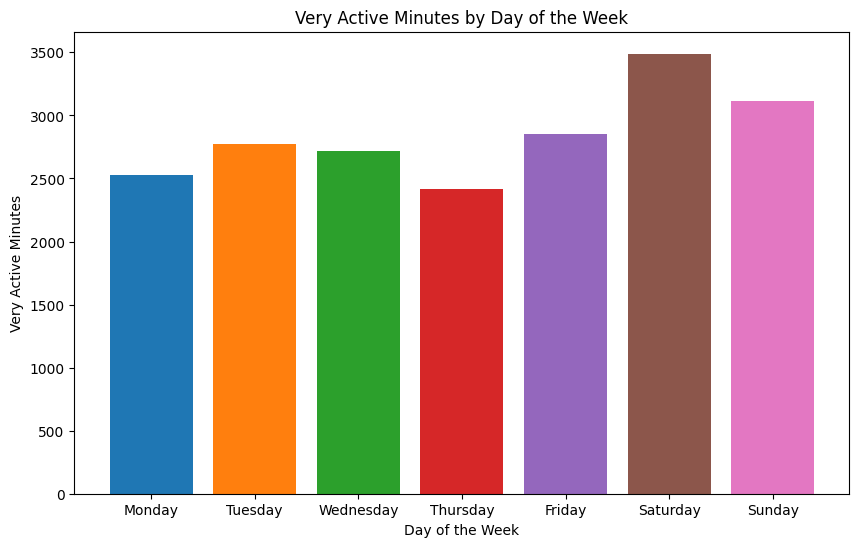 Very Active Minutes by Day of the Week
Very Active Minutes
3500
3000
2500
2000
1500
1000
500
0
Monday Tuesday Wednesday Thursday Friday Saturday Sunday
Day of the Week